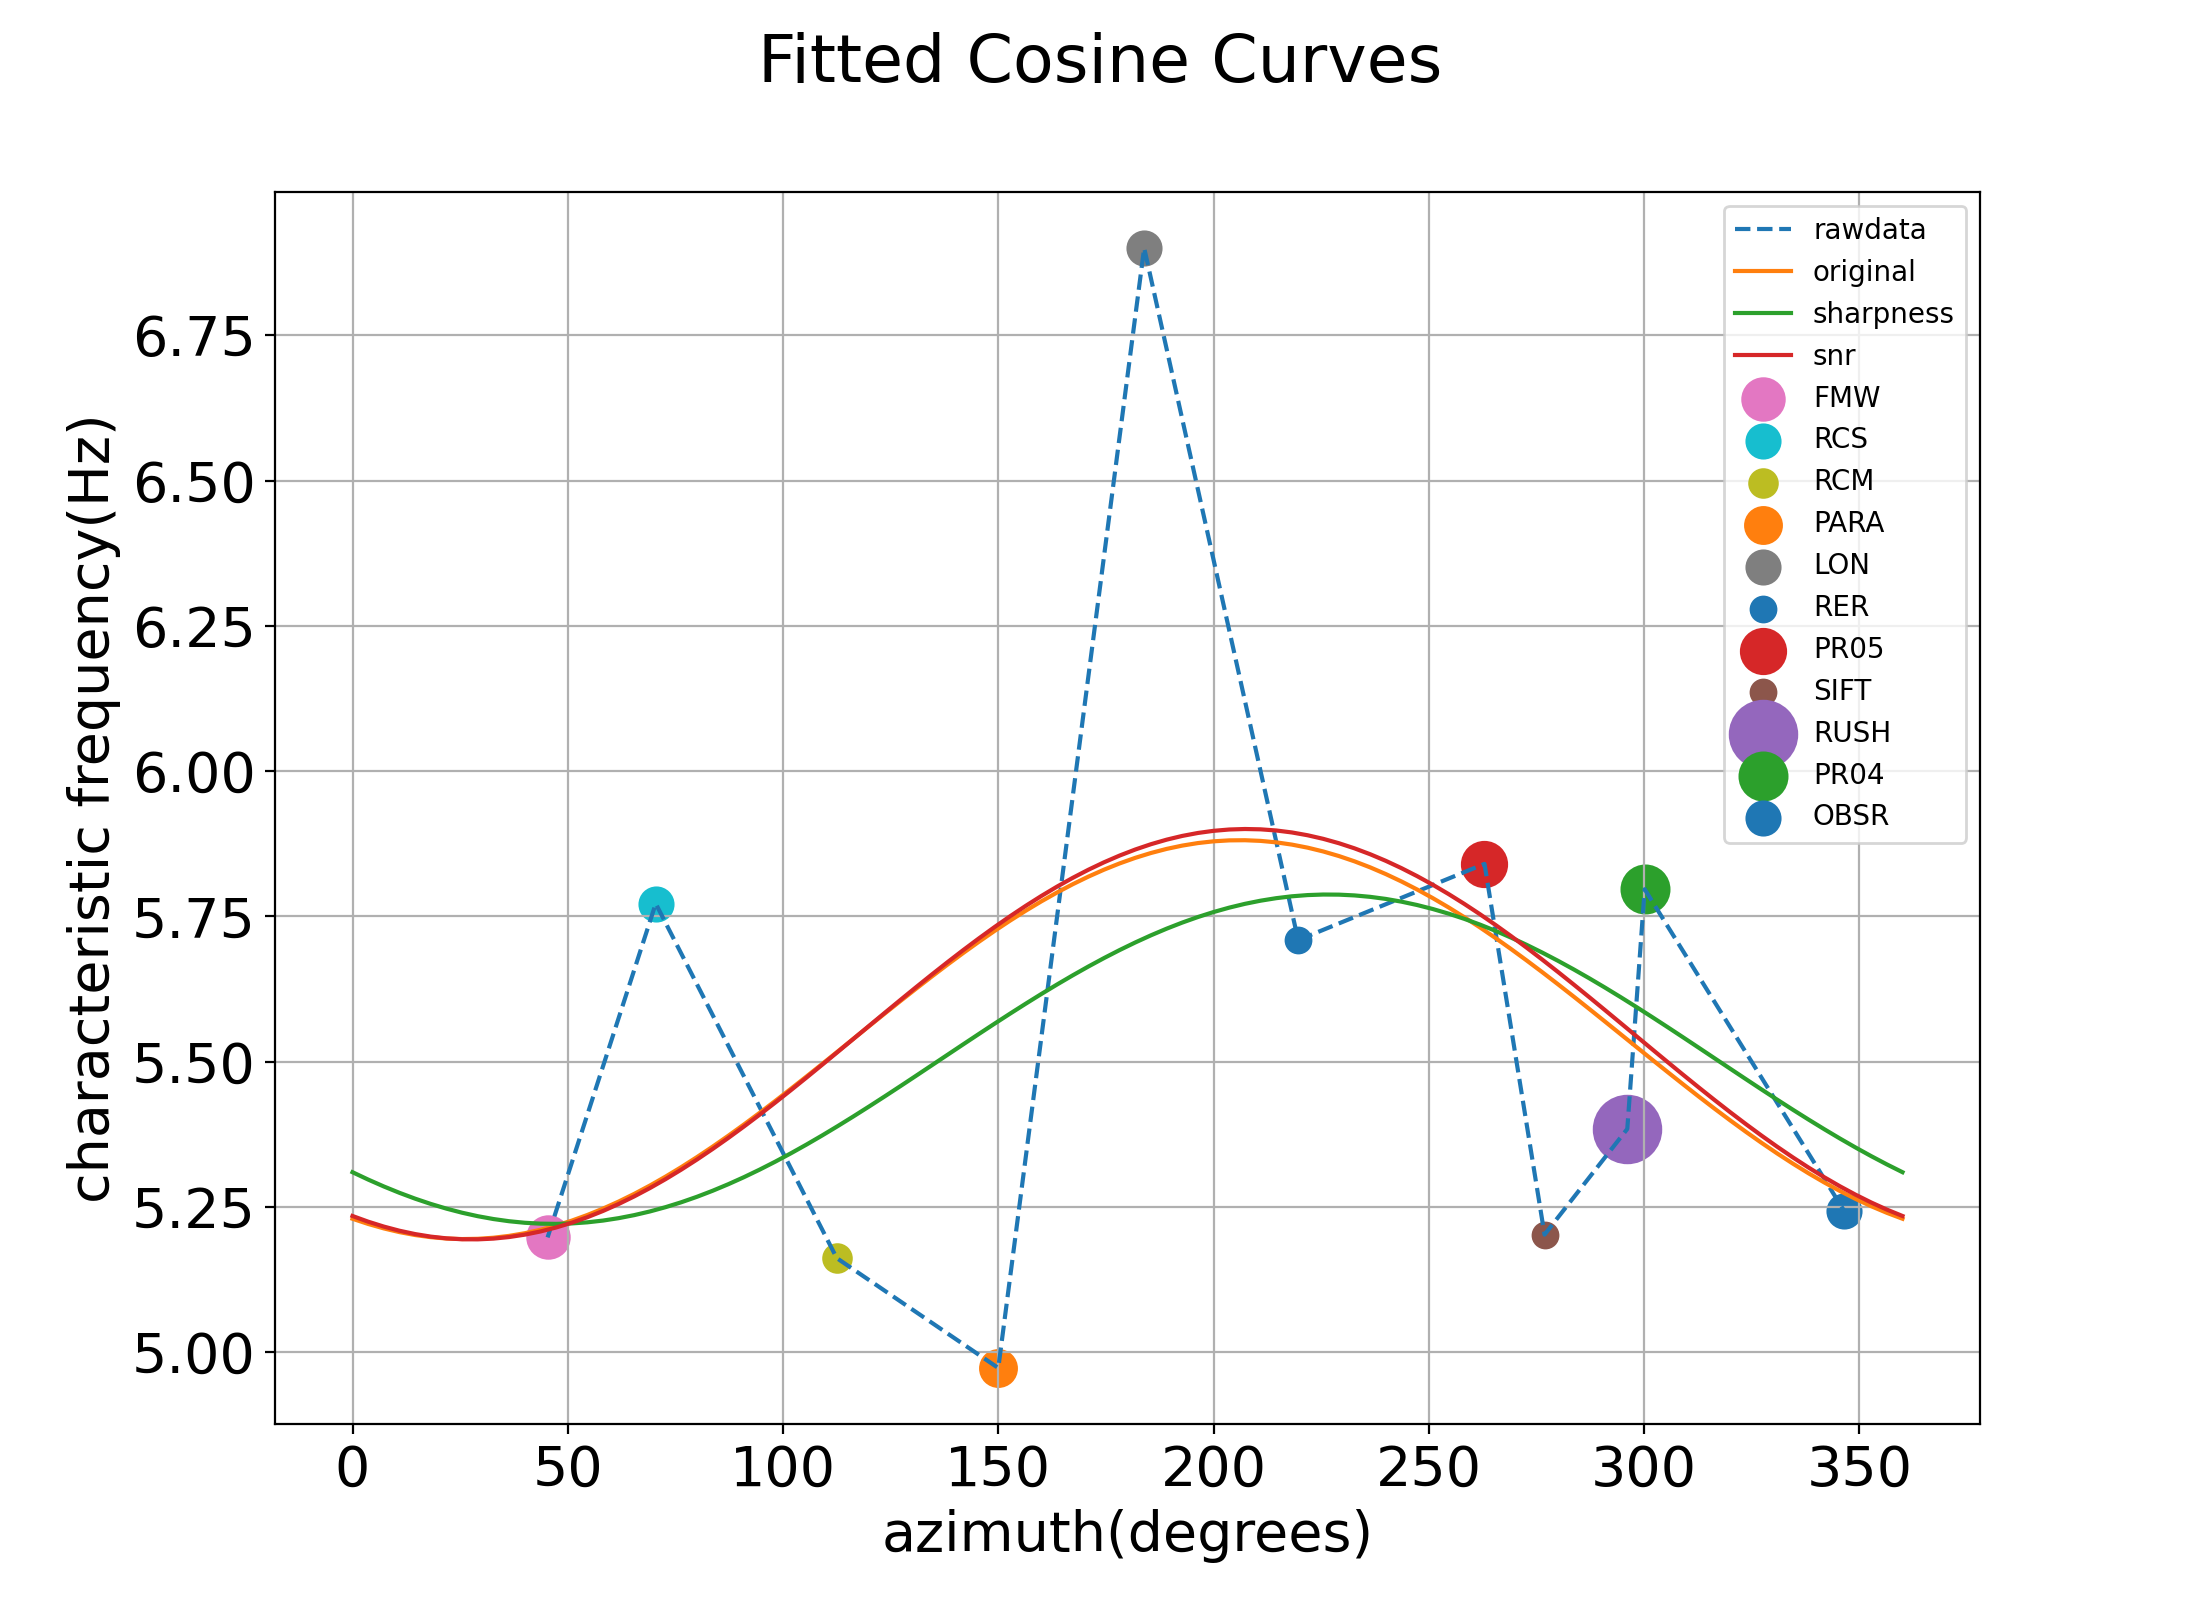 Fitted Cosine Curves
characteristic frequency(Hz)
6.75
6.50
6.25
6.00
5.75
5.50
5.25
5.00
0 50 100 150 200 250 300 350
azimuth(degrees)
rawdata
original
sharpness
snr
FMW
RCS
RCM
PARA
LON
RER
PR05
SIFT
RUSH
PR04
OBSR